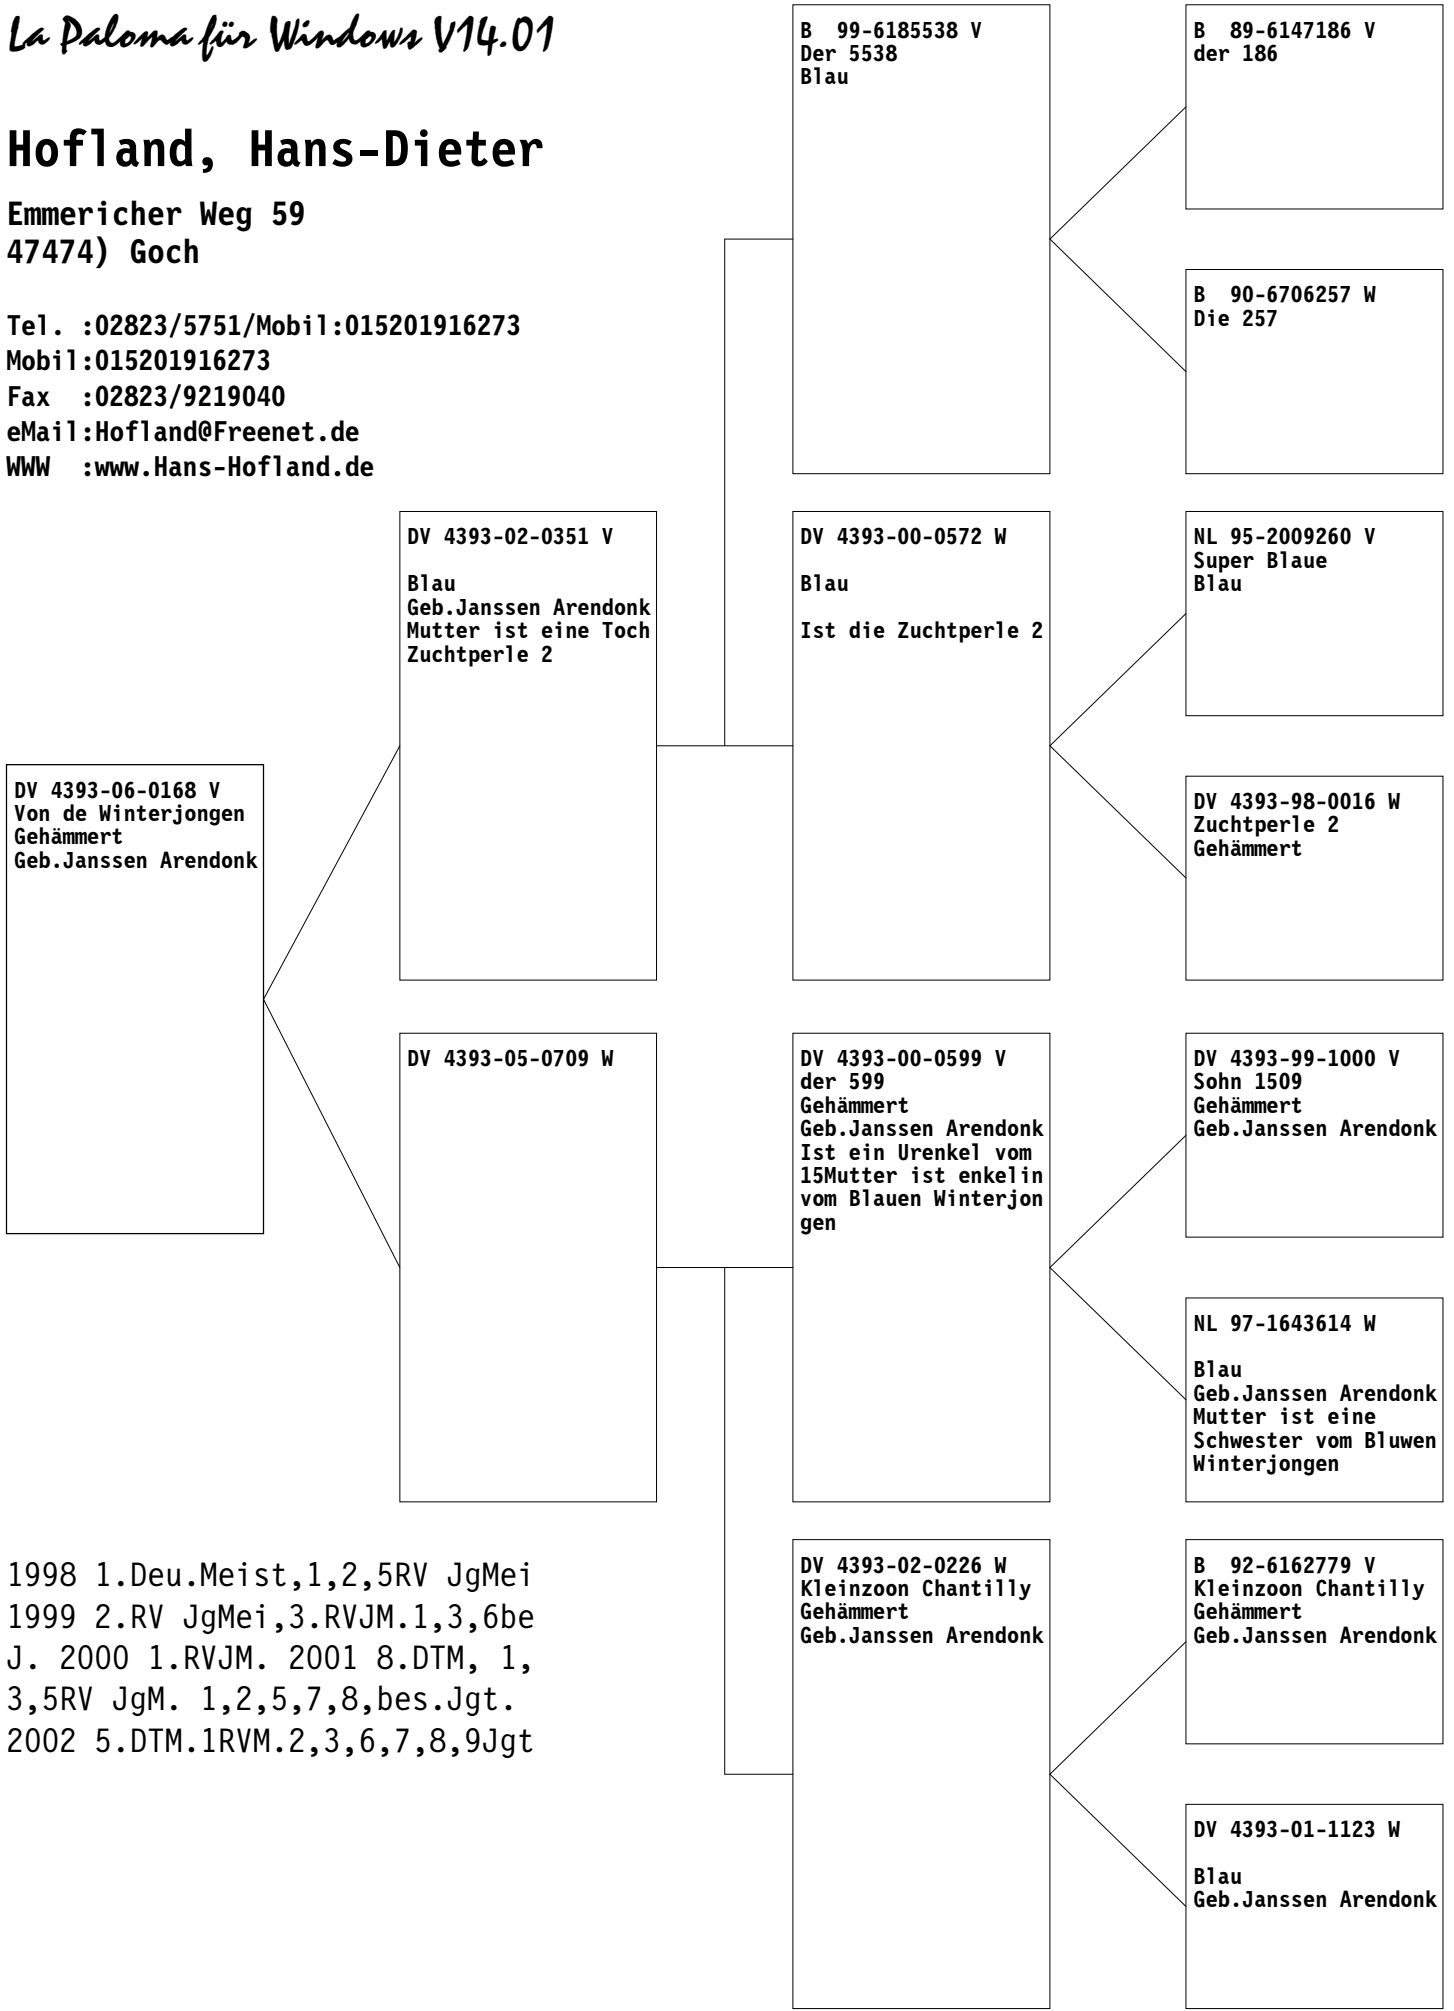 La Paloma für Windows V14.01
Hofland, Hans-Dieter
Emmericher Weg 59
47474) Goch
Tel. :02823/5751/Mobil:015201916273
Mobil:015201916273
Fax  :02823/9219040
eMail:Hofland@Freenet.de
WWW  :www.Hans-Hofland.de
DV 4393-06-0168 V
Von de Winterjongen
Gehämmert
Geb.Janssen Arendonk
DV 4393-02-0351 V
Blau
Geb.Janssen Arendonk
Mutter ist eine Toch
Zuchtperle 2
DV 4393-05-0709 W
B  99-6185538 V
Der 5538
Blau
DV 4393-00-0572 W
Blau
Ist die Zuchtperle 2
DV 4393-00-0599 V
der 599
Gehämmert
Geb.Janssen Arendonk
Ist ein Urenkel vom
15Mutter ist enkelin
vom Blauen Winterjon
gen
DV 4393-02-0226 W
Kleinzoon Chantilly
Gehämmert
Geb.Janssen Arendonk
B  89-6147186 V
der 186
B  90-6706257 W
Die 257
NL 95-2009260 V
Super Blaue
Blau
DV 4393-98-0016 W
Zuchtperle 2
Gehämmert
DV 4393-99-1000 V
Sohn 1509
Gehämmert
Geb.Janssen Arendonk
NL 97-1643614 W
Blau
Geb.Janssen Arendonk
Mutter ist eine
Schwester vom Bluwen
Winterjongen
B  92-6162779 V
Kleinzoon Chantilly
Gehämmert
Geb.Janssen Arendonk
DV 4393-01-1123 W
Blau
Geb.Janssen Arendonk
1998 1.Deu.Meist,1,2,5RV JgMei
1999 2.RV JgMei,3.RVJM.1,3,6be
J. 2000 1.RVJM. 2001 8.DTM, 1,
3,5RV JgM. 1,2,5,7,8,bes.Jgt.
2002 5.DTM.1RVM.2,3,6,7,8,9Jgt